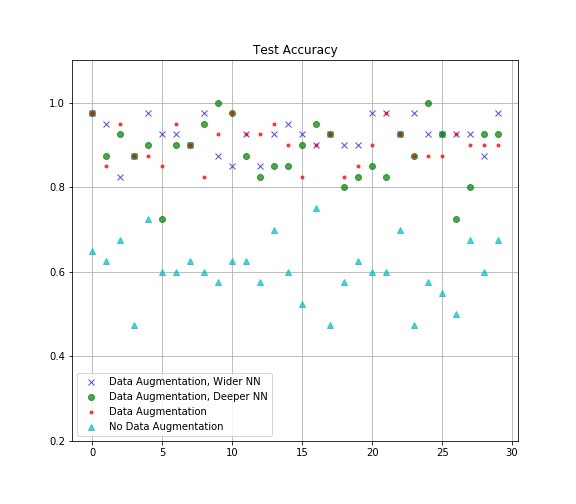 Test Accuracy
1.0
0.8
0.6
0.4
0.2
Data Augmentation, Wider NN
Data Augmentation, Deeper NN
Data Augmentation
No Data Augmentation
0 5 10 15 20 25 30